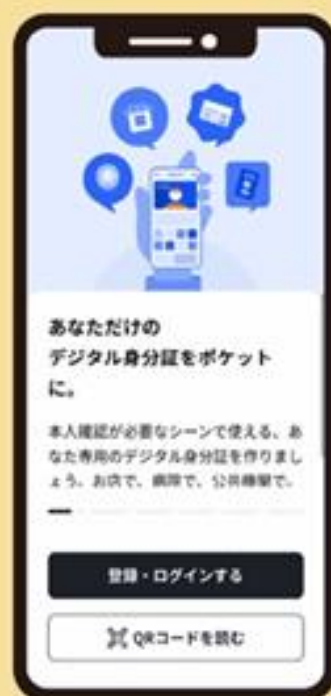 あなただけの
デジタル身分証をポケット
に。
本人確認が必要なシーンで使える、あ
なた専用のデジタル身分証を作りまし
ょう。お店で、病院で、公共機関で。
登録・ログインする
QRコードを読む